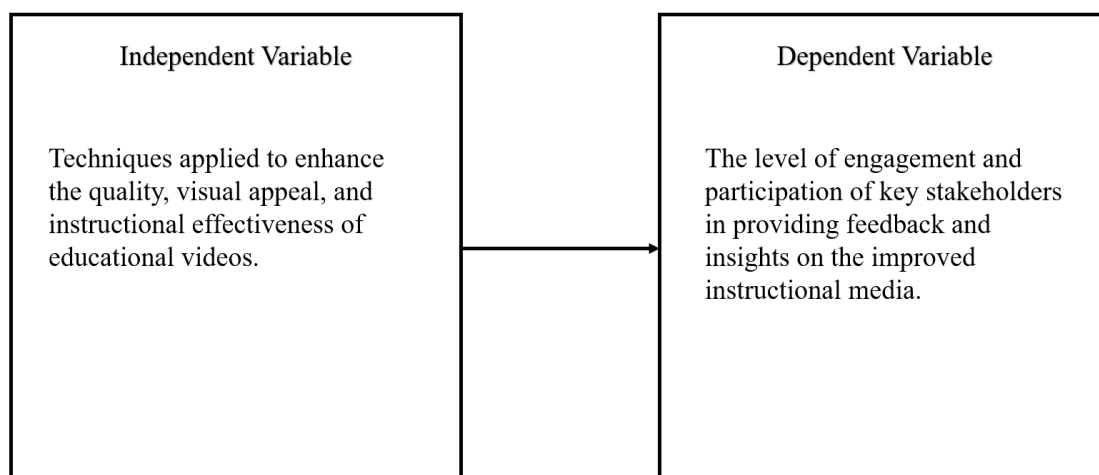 Independent Variable
Techniques applied to enhance
the quality, visual appeal, and
instructional effectiveness of
educational videos.
Dependent Variable
The level of engagement and
participation of key stakeholders
in providing feedback and
insights on the improved
instructional media.